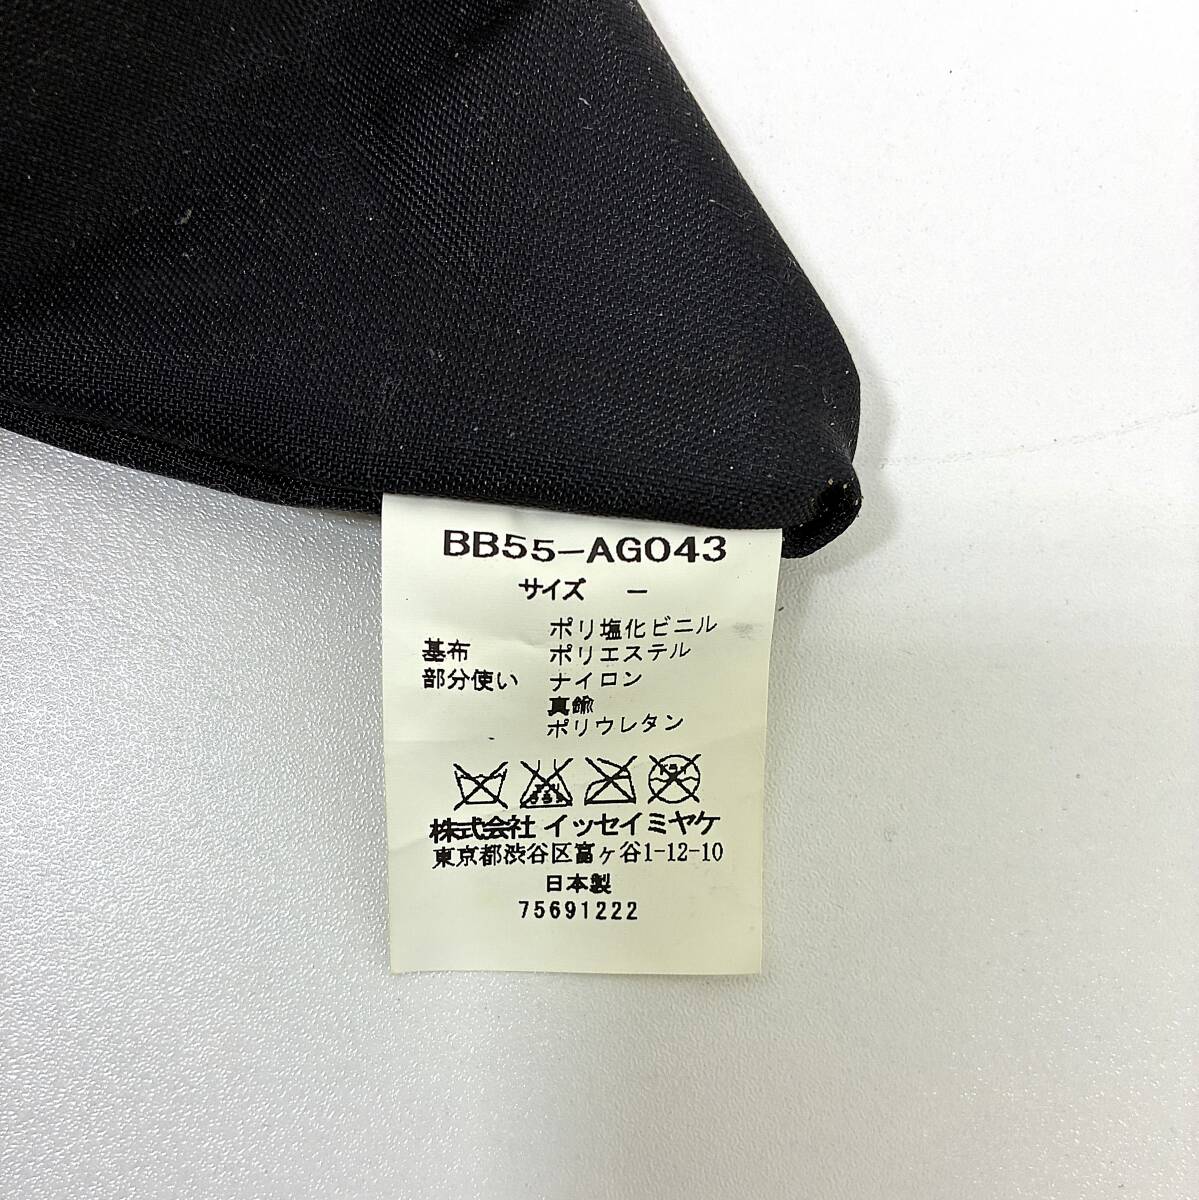 BB55-AG043
サイズ －
ポリ塩化ビニル
基布 ポリエステル
部分使い ナイロン
真鍮
ポリウレタン
株式会社 イッセイミヤケ
東京都渋谷区富ヶ谷1-12-10
日本製
75691222